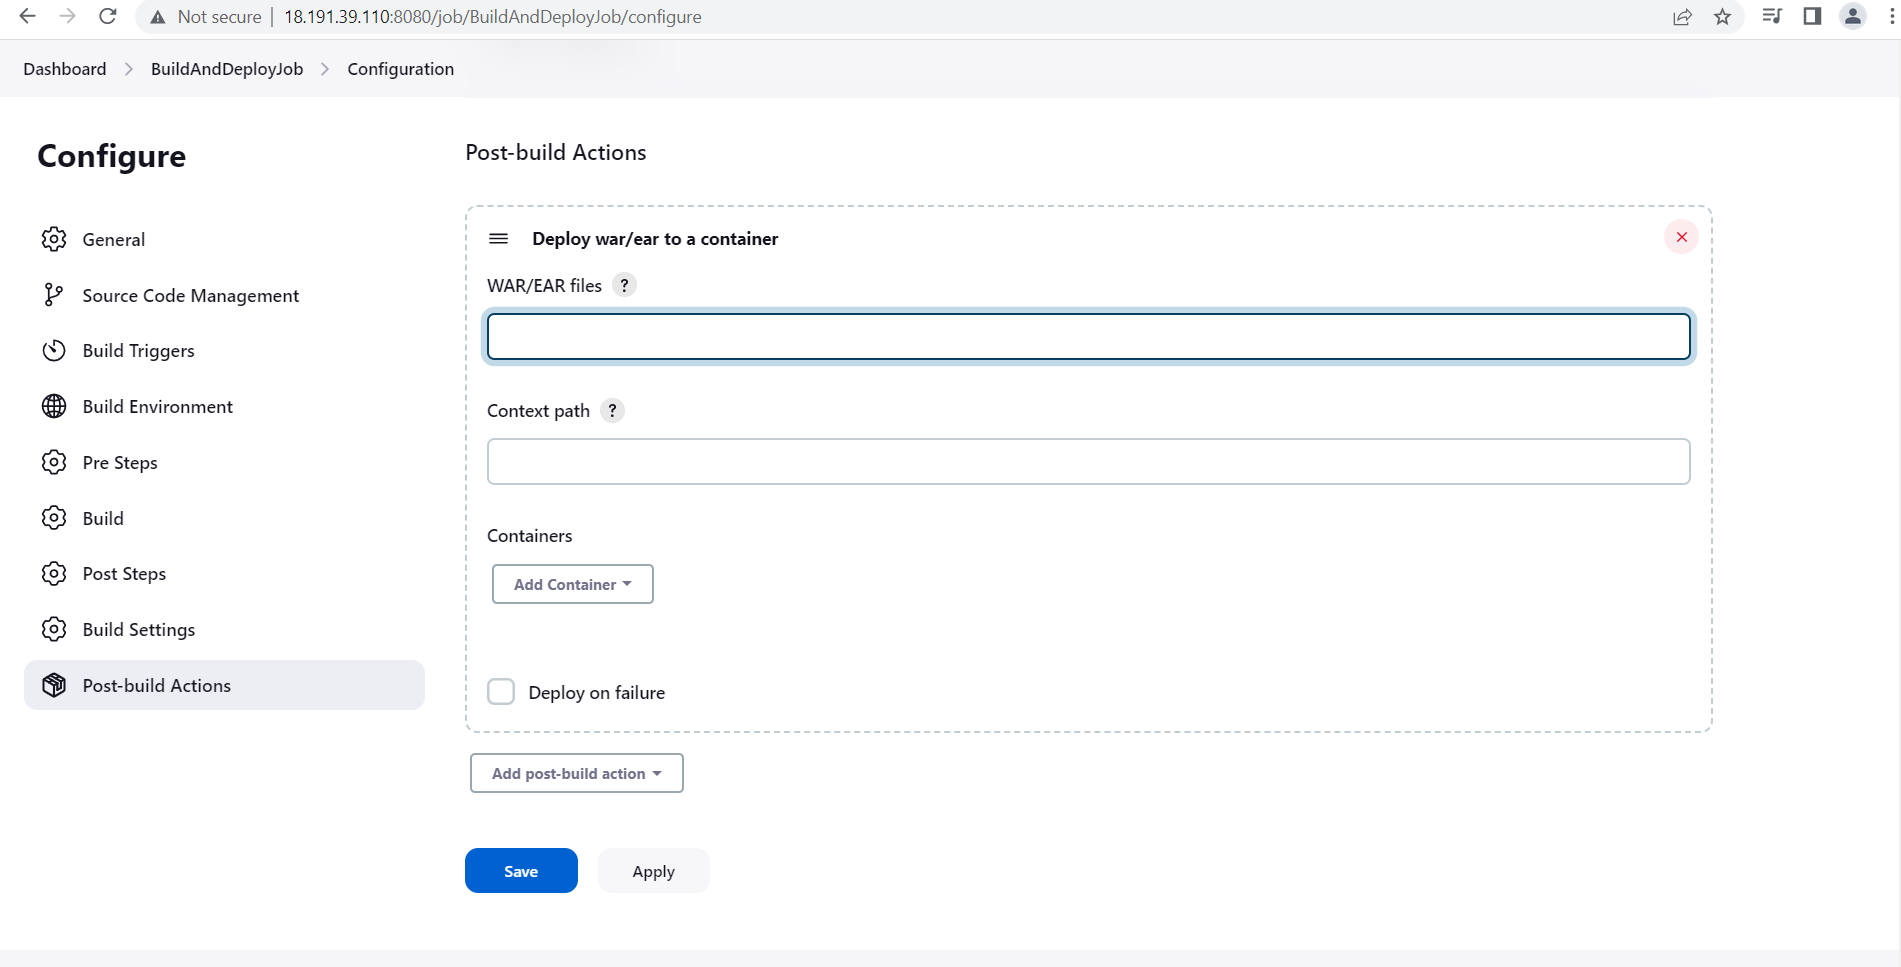 Not secure | 18.191.39.110:8080/job/BuildAndDeployJob/configure
Dashboard > BuildAndDeployJob > Configuration
Configure
General
Source Code Management
Build Triggers
Build Environment
Pre Steps
Build
Post Steps
Build Settings
Post-build Actions
Post-build Actions
Deploy war/ear to a container
WAR/EAR files ?
Context path ?
Containers
Add Container
Deploy on failure
Add post-build action
Save Apply